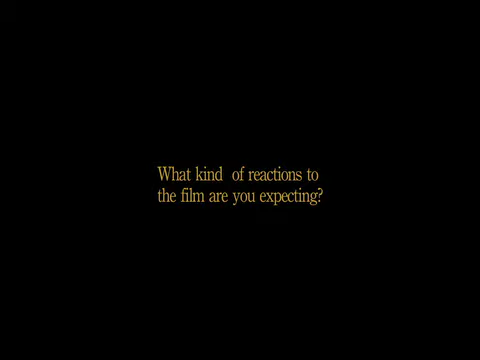 What kind  of reactions to
the film are you expecting?